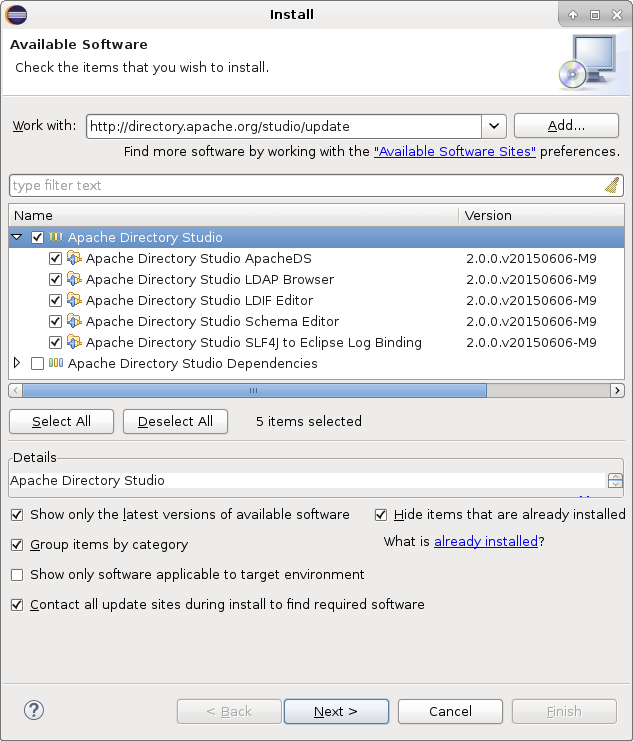 Install
Available Software
Check the items that you wish to install.
Work with: http://directory.apache.org/studio/update Add...
Find more software by working with the "Available Software Sites" preferences.
type filter text
Name Version
Apache Directory Studio
Apache Directory Studio ApacheDS 2.0.0.v20150606-M9
Apache Directory Studio LDAP Browser 2.0.0.v20150606-M9
Apache Directory Studio LDIF Editor 2.0.0.v20150606-M9
Apache Directory Studio Schema Editor 2.0.0.v20150606-M9
Apache Directory Studio SLF4J to Eclipse Log Binding 2.0.0.v20150606-M9
Apache Directory Studio Dependencies
Select All Deselect All 5 items selected
Details
Apache Directory Studio
Show only the latest versions of available software Hide items that are already installed
Group items by category What is already installed?
Show only software applicable to target environment
Contact all update sites during install to find required software
? < Back Next > Cancel Finish